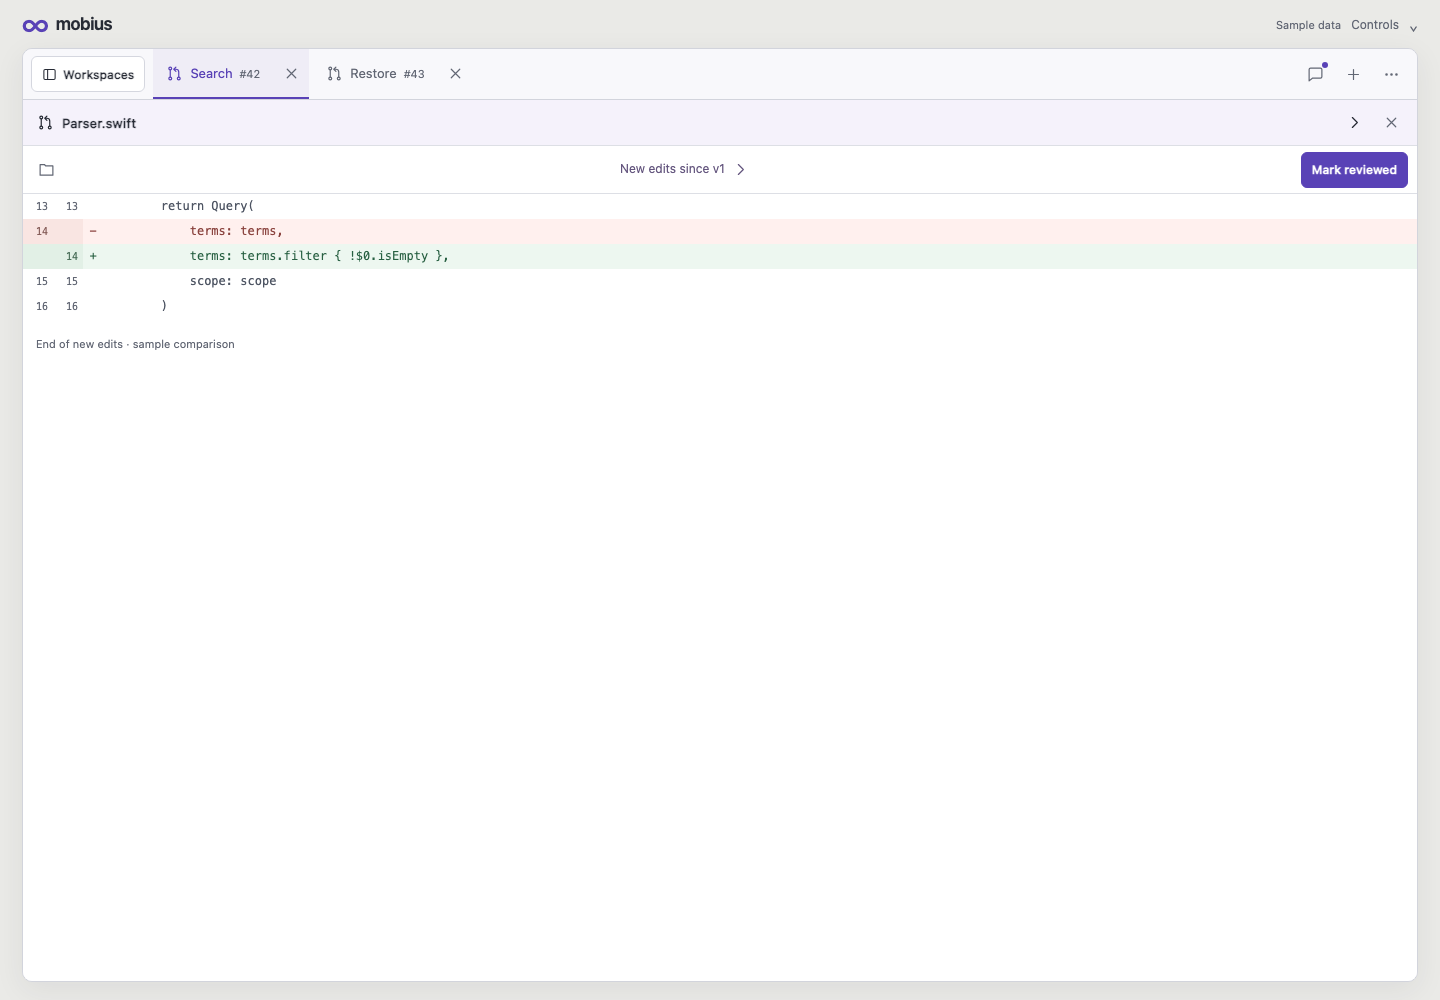 mobius
Sample data Controls
Workspaces Search #42 Restore #43
Parser.swift
New edits since v1
Mark reviewed
13 13 return Query(
14 − terms: terms,
14 + terms: terms.filter { !$0.isEmpty },
15 15 scope: scope
16 16 )
End of new edits · sample comparison